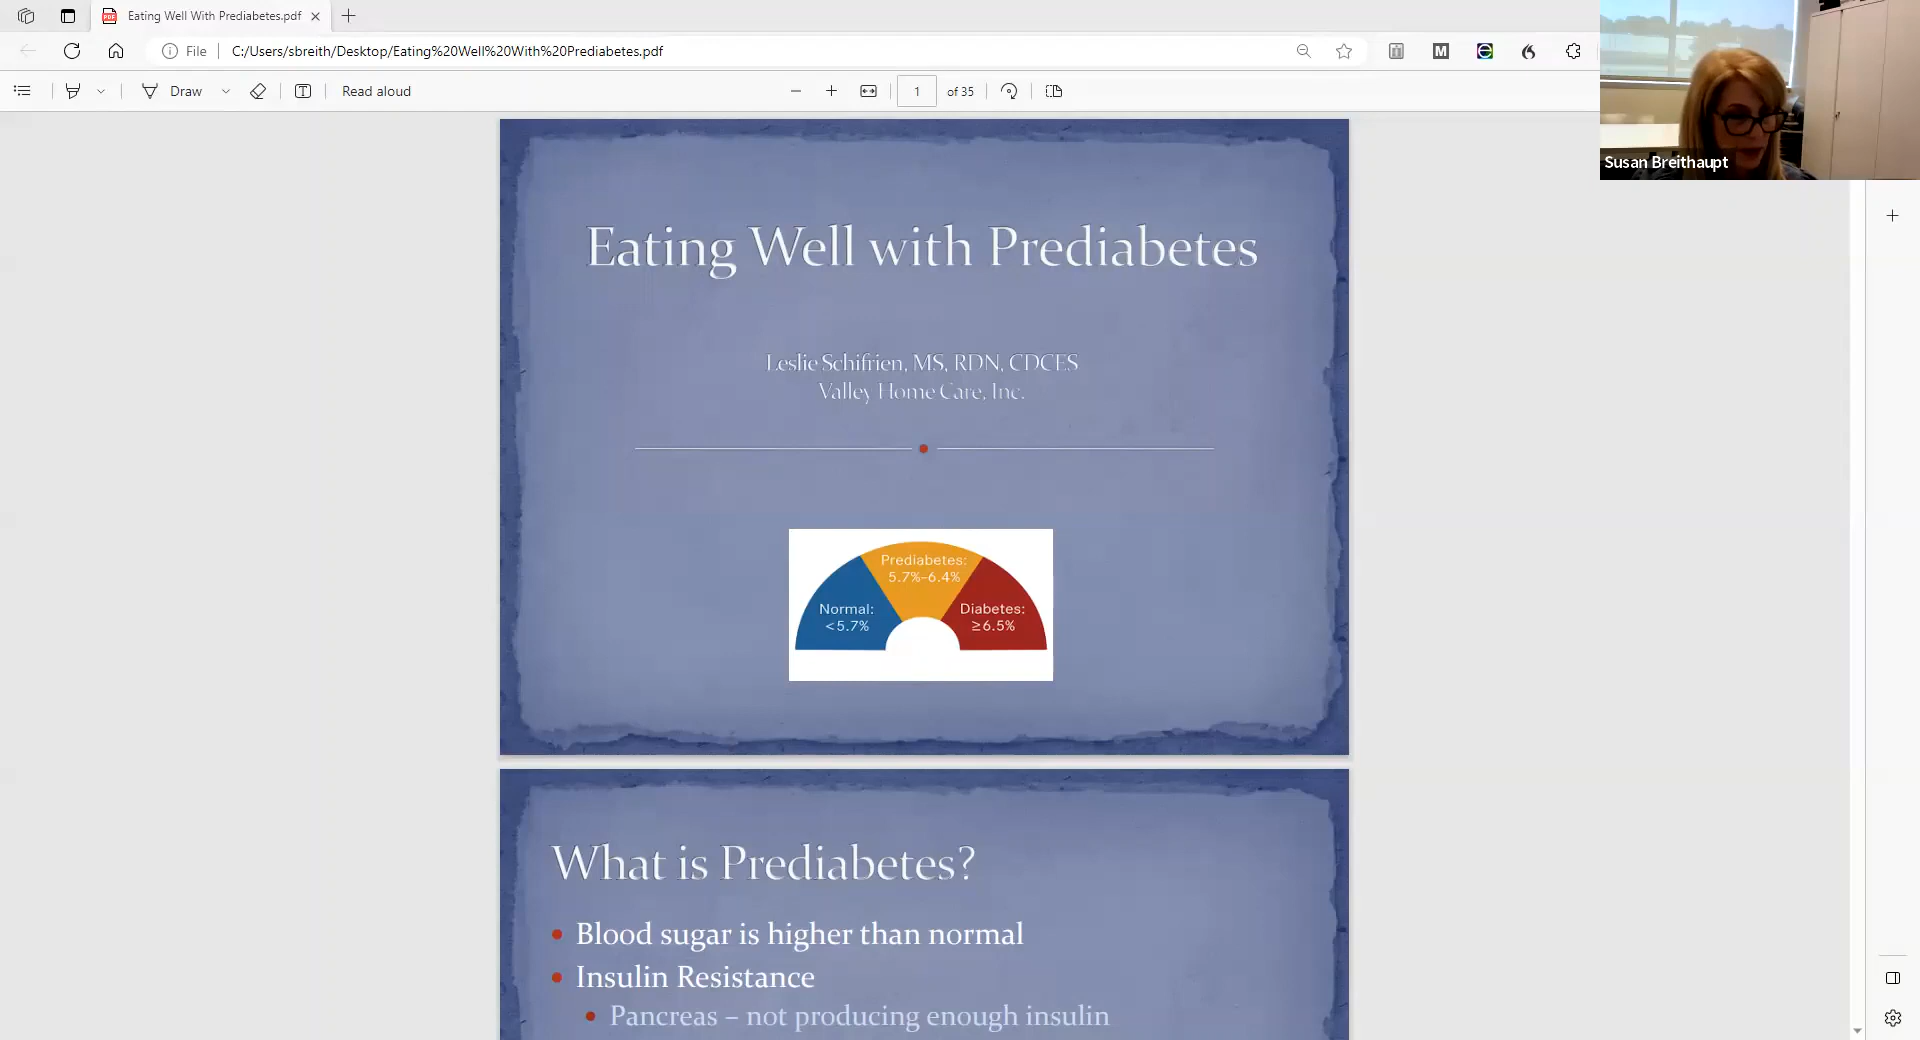 Eating Well With Prediabetes.pdf
File
C:/Users/sbreith/Desktop/Eating%20Well%20With%20Prediabetes.pdf
M
Draw
Read aloud
1 of 35
Susan Breithaupt
Eating Well with Prediabetes
Leslie Schifrien, MS, RDN, CDCES
Valley Home Care, Inc.
Prediabetes:
5.7%–6.4%
Normal:
<5.7%
Diabetes:
≥6.5%
What is Prediabetes?
Blood sugar is higher than normal
Insulin Resistance
Pancreas – not producing enough insulin